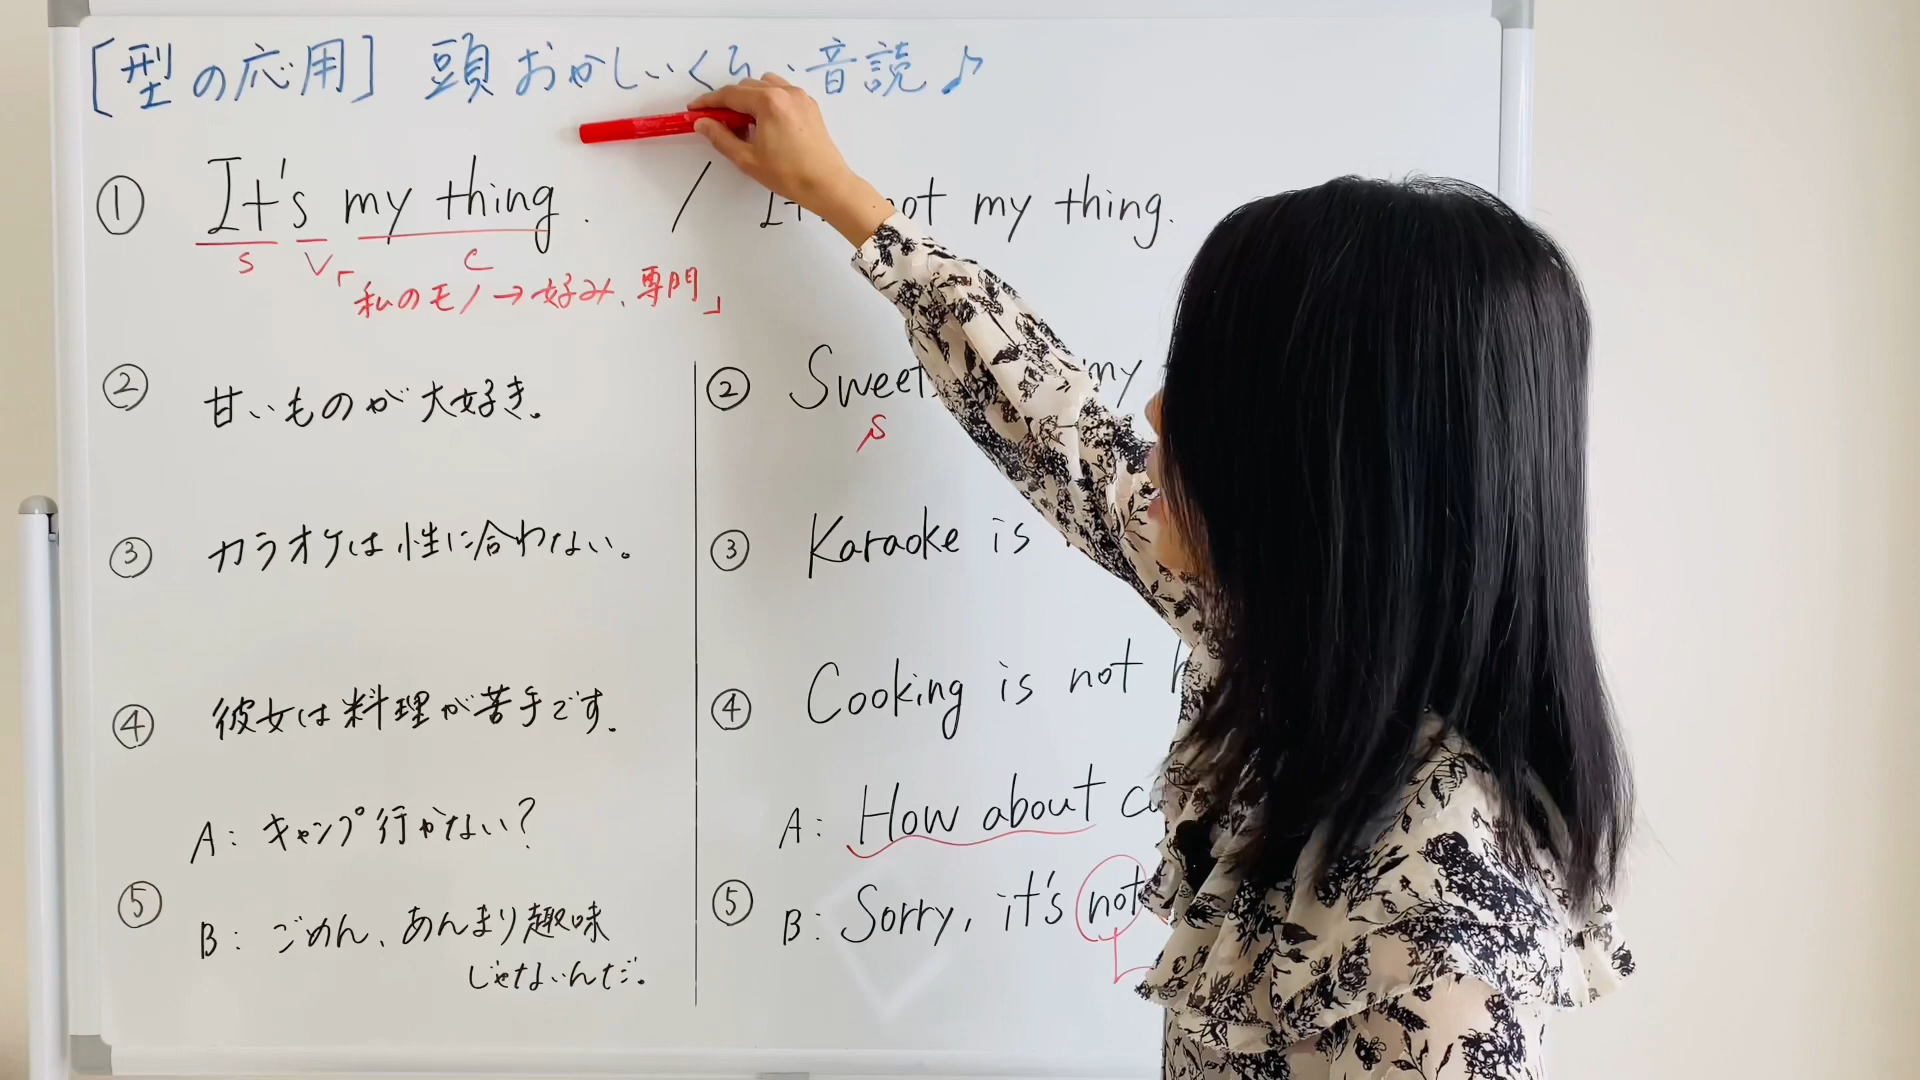 [型の応用] 頭おかしいくらい音読♪
① It's my thing. / not my thing.
S V C
「私のモノ→好み、専門」
② 甘いものが大好き。
② Sweet my
S
③ カラオケは性に合わない。
③ Karaoke is
④ 彼女は料理が苦手です。
④ Cooking is not
⑤
A: キャンプ行かない?
B: ごめん、あんまり趣味
じゃないんだ。
A: How about
⑤
B: Sorry, it's not